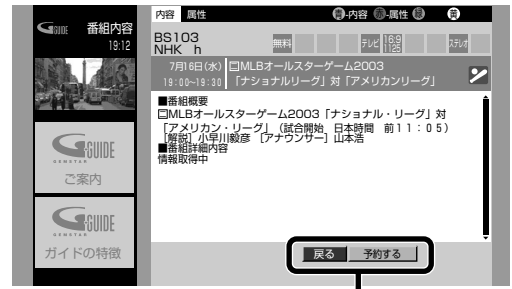 GGUIDE 番組内容
19:12
内容 属性
青-内容 赤-属性 緑 黄
BS103
NHK h
無料 テレビ 16:9 1125 ステレオ
7月16日(水) □MLBオールスターゲーム2003
19:00~19:30 「ナショナルリーグ」対「アメリカンリーグ」
■番組概要
□MLBオールスターゲーム2003「ナショナル・リーグ」対
「アメリカン・リーグ」(試合開始 日本時間 前11:05)
[解説] 小早川毅彦 [アナウンサー] 山本浩
■番組詳細内容
情報取得中
GGUIDE
GEMSTAR
ご案内
GGUIDE
GEMSTAR
ガイドの特徴
戻る 予約する